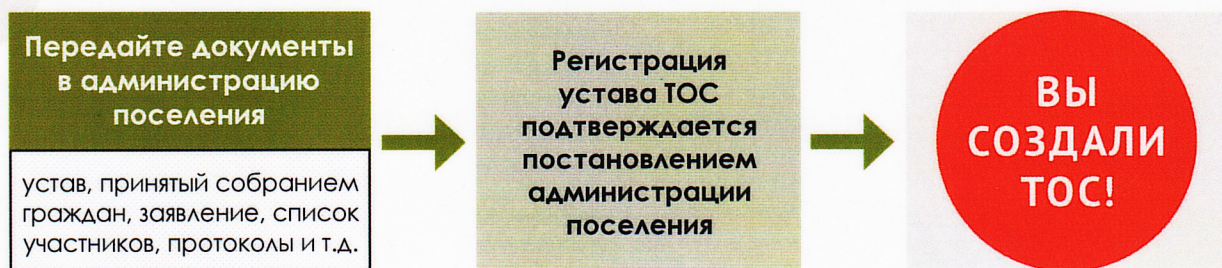 Передайте документы
в администрацию
поселения
устав, принятый собранием
граждан, заявление, список
участников, протоколы и т.д.
Регистрация
устава ТОС
подтверждается
постановлением
администрации
поселения
ВЫ
СОЗДАЛИ
ТОС!